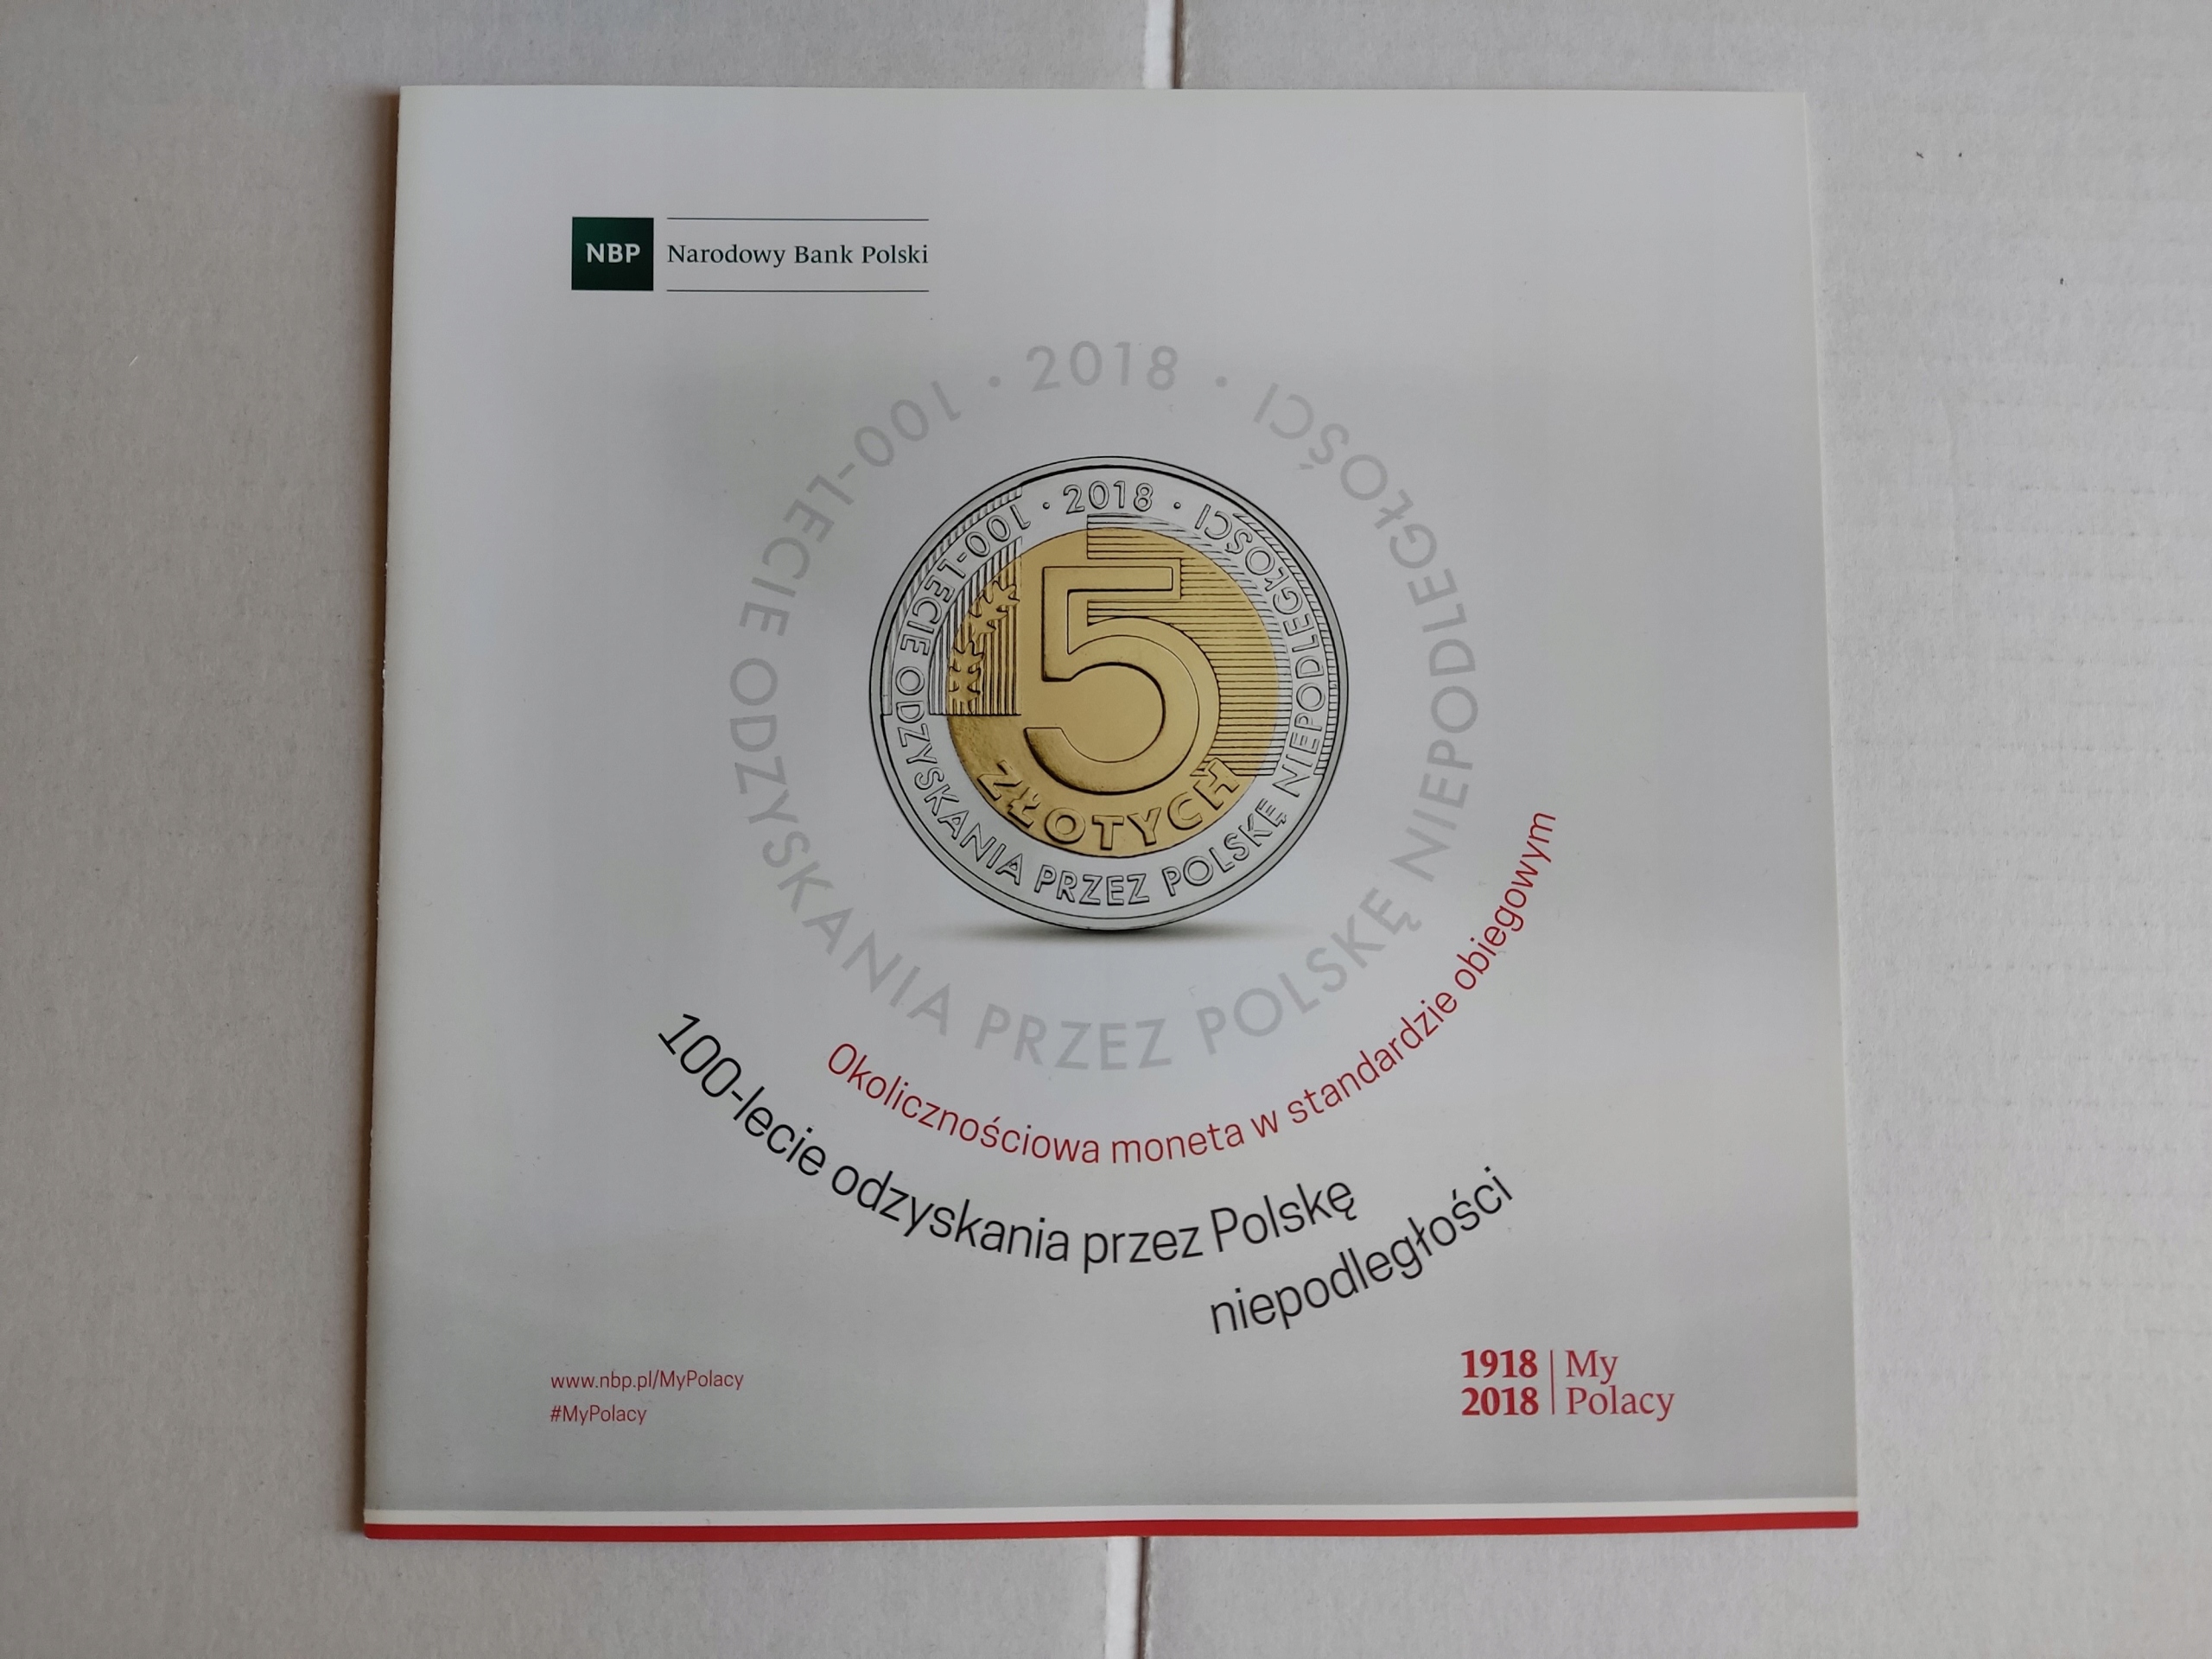 NBP
Narodowy Bank Polski
2018 • 100-LECIE ODZYSKANIA PRZEZ POLSKĘ NIEPODLEGŁOŚCI •
2018 • 100-LECIE ODZYSKANIA PRZEZ POLSKĘ NIEPODLEGŁOŚCI •
5
ZŁOTYCH
Okolicznościowa moneta w standardzie obiegowym
100-lecie odzyskania przez Polskę
niepodległości
www.nbp.pl/MyPolacy
#MyPolacy
1918 | My
2018 | Polacy